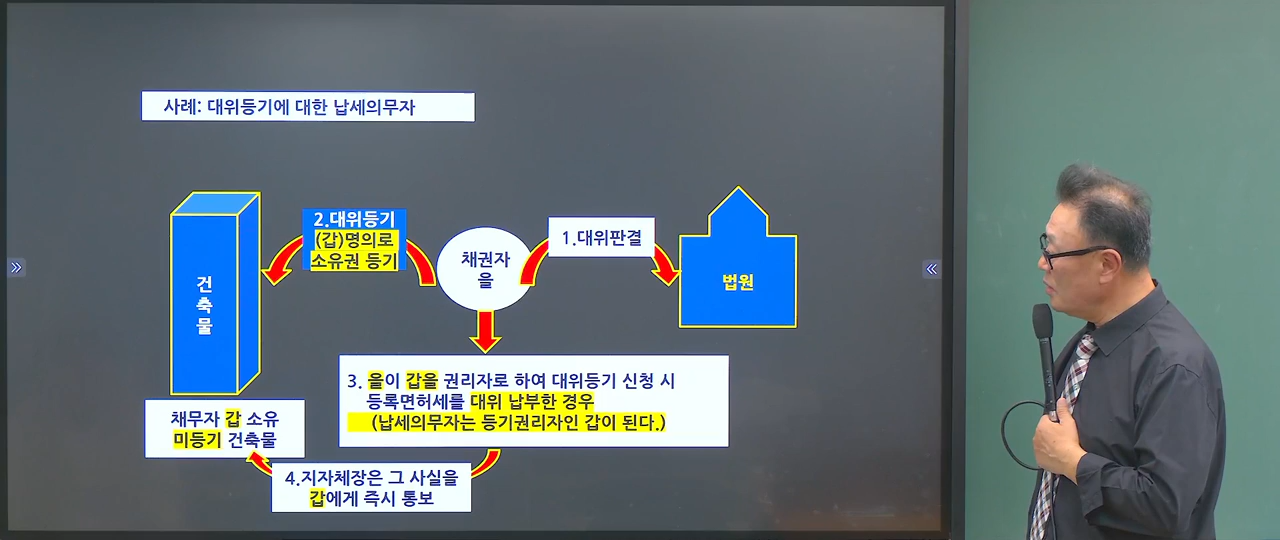 사례: 대위등기에 대한 납세의무자
2.대위등기
(갑)명의로
소유권 등기
채권자
을
1.대위판결
법원
건
축
물
3. 을이 갑을 권리자로 하여 대위등기 신청 시
등록면허세를 대위 납부한 경우
(납세의무자는 등기권리자인 갑이 된다.)
채무자 갑 소유
미등기 건축물
4.지자체장은 그 사실을
갑에게 즉시 통보